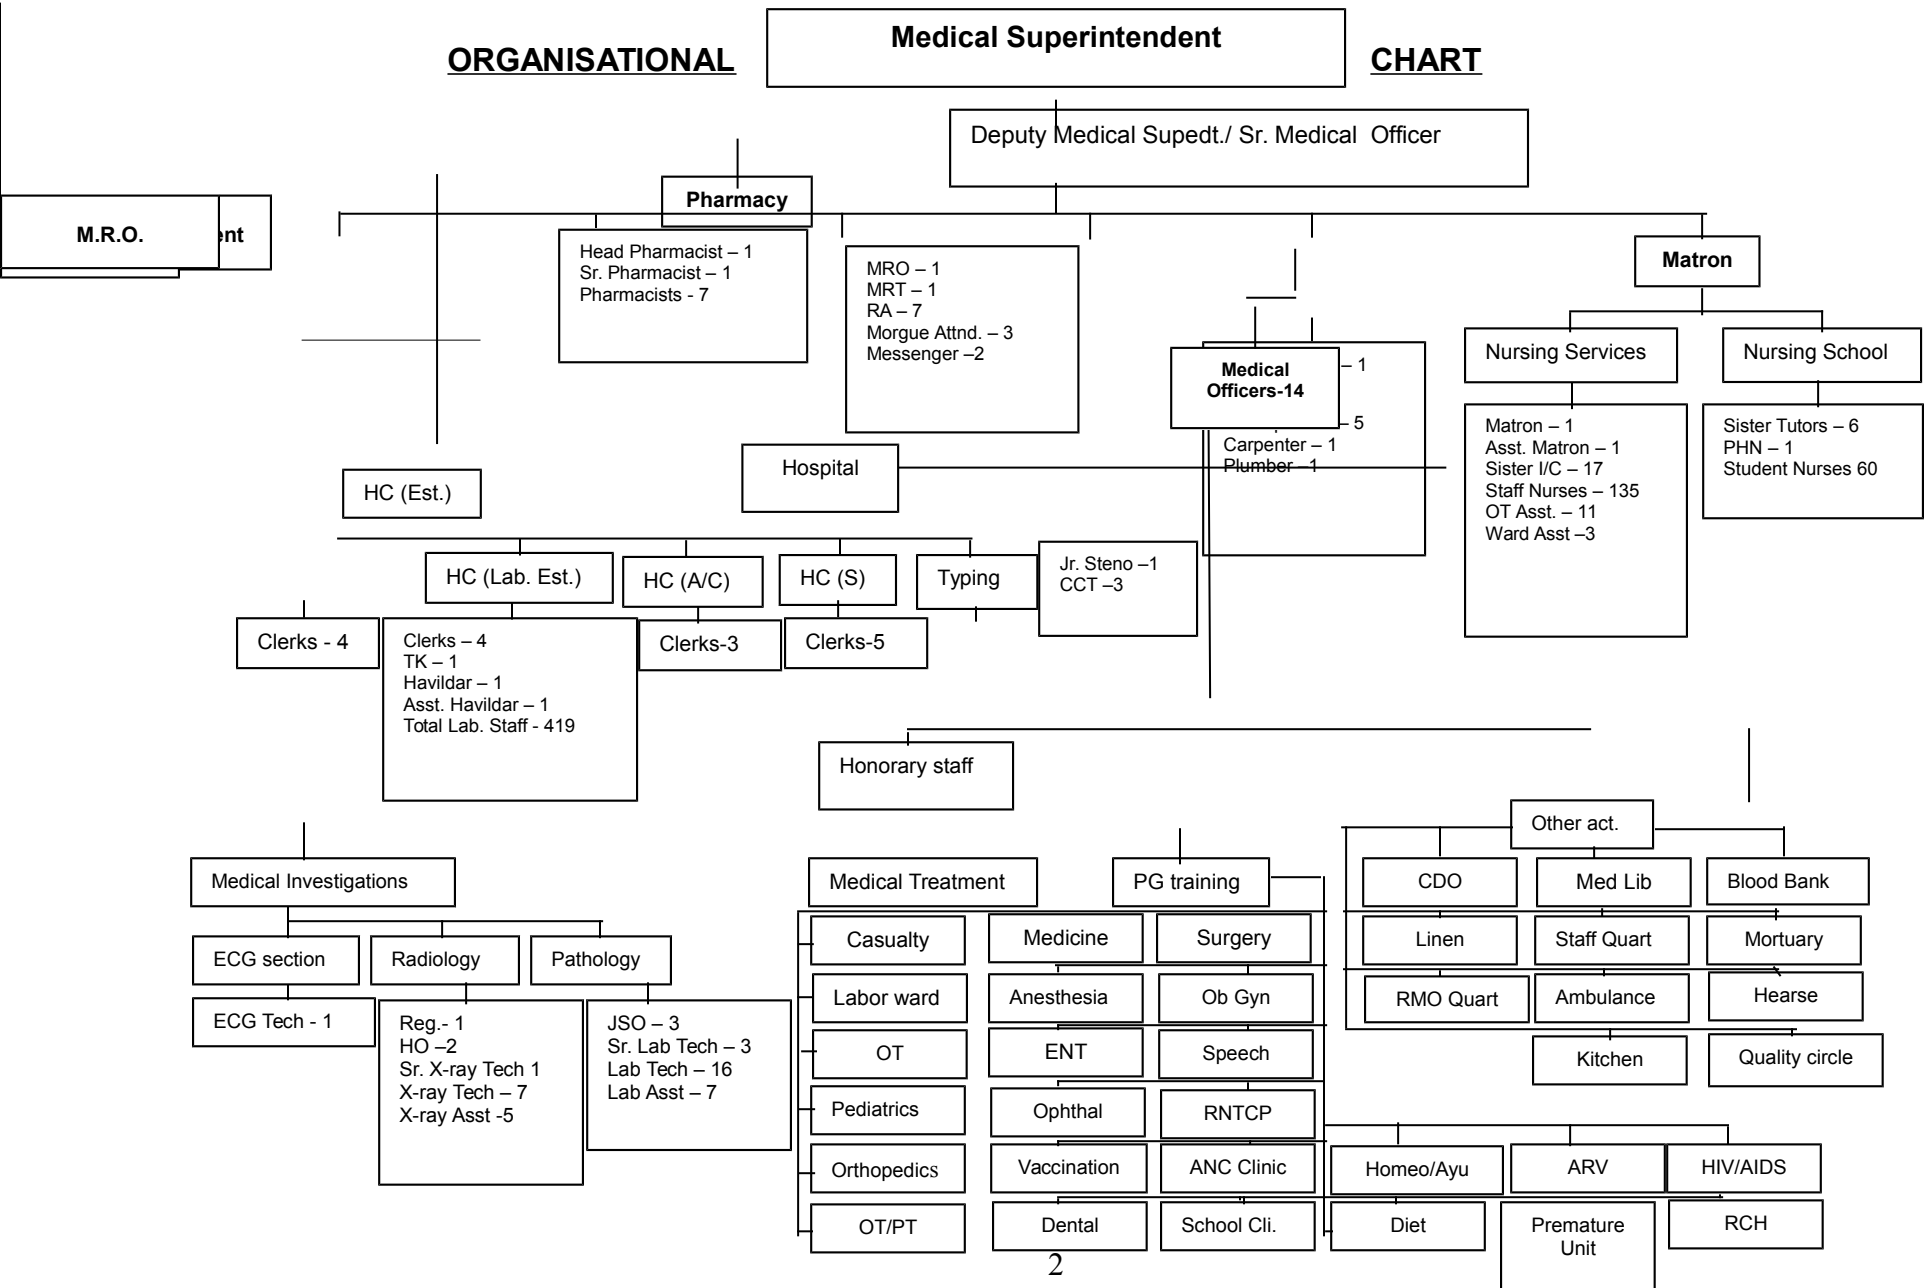 Medical Superintendent
ORGANISATIONAL
CHART
Deputy Medical Supedt./ Sr. Medical  Officer
Pharmacy
M.R.O.
ent
Matron
Head Pharmacist – 1
Sr. Pharmacist – 1
Pharmacists - 7
MRO – 1
MRT – 1
RA – 7
Morgue Attnd. – 3
Messenger –2
Medical
Officers-14
– 1
– 5
Carpenter – 1
Plumber –1
Nursing Services
Nursing School
Matron – 1
Asst. Matron – 1
Sister I/C – 17
Staff Nurses – 135
OT Asst. – 11
Ward Asst –3
Sister Tutors – 6
PHN – 1
Student Nurses 60
Hospital
HC (Est.)
HC (Lab. Est.)
HC (A/C)
HC (S)
Typing
Jr. Steno –1
CCT –3
Clerks - 4
Clerks – 4
TK – 1
Havildar – 1
Asst. Havildar – 1
Total Lab. Staff - 419
Clerks-3
Clerks-5
Honorary staff
Other act.
Medical Investigations
Medical Treatment
PG training
CDO
Med Lib
Blood Bank
ECG section
Radiology
Pathology
Casualty
Medicine
Surgery
Linen
Staff Quart
Mortuary
ECG Tech - 1
Reg.- 1
HO –2
Sr. X-ray Tech 1
X-ray Tech – 7
X-ray Asst -5
JSO – 3
Sr. Lab Tech – 3
Lab Tech – 16
Lab Asst – 7
Labor ward
Anesthesia
Ob Gyn
RMO Quart
Ambulance
Hearse
OT
ENT
Speech
Kitchen
Quality circle
Pediatrics
Ophthal
RNTCP
Orthopedics
Vaccination
ANC Clinic
Homeo/Ayu
ARV
HIV/AIDS
OT/PT
Dental
School Cli.
Diet
Premature
Unit
RCH
2